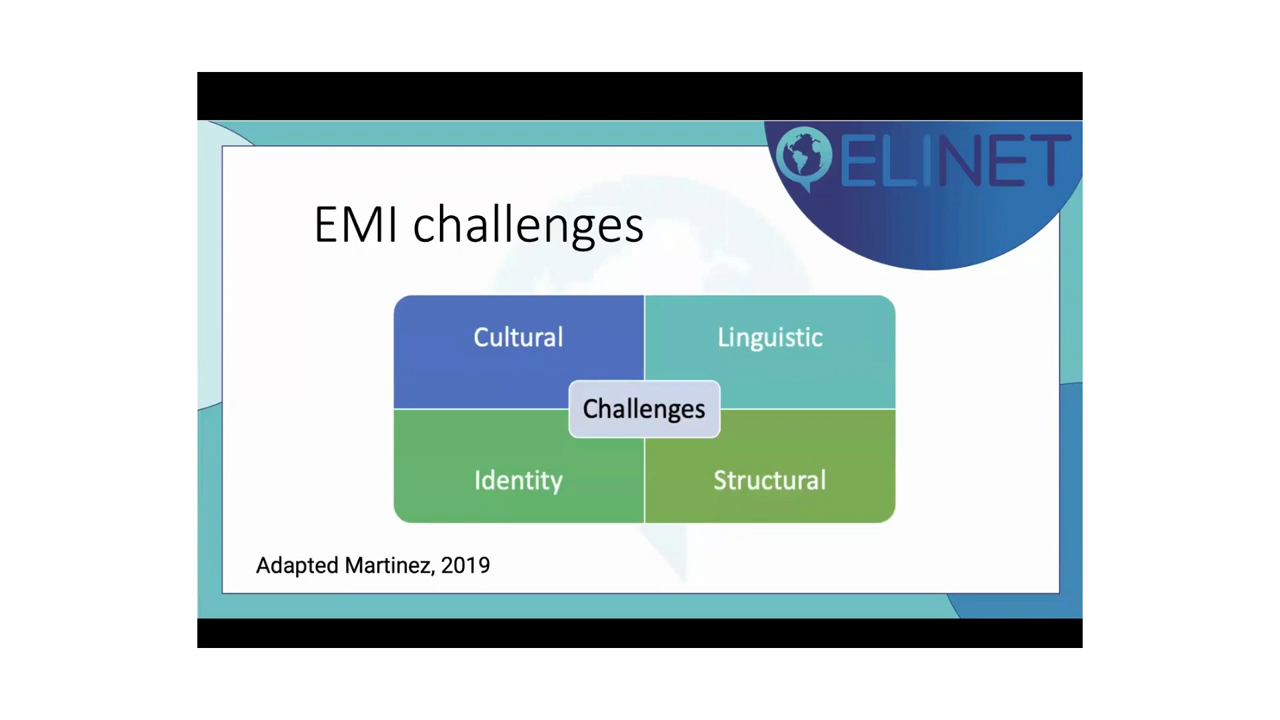 ELINET
EMI challenges
Cultural
Linguistic
Challenges
Identity
Structural
Adapted Martinez, 2019